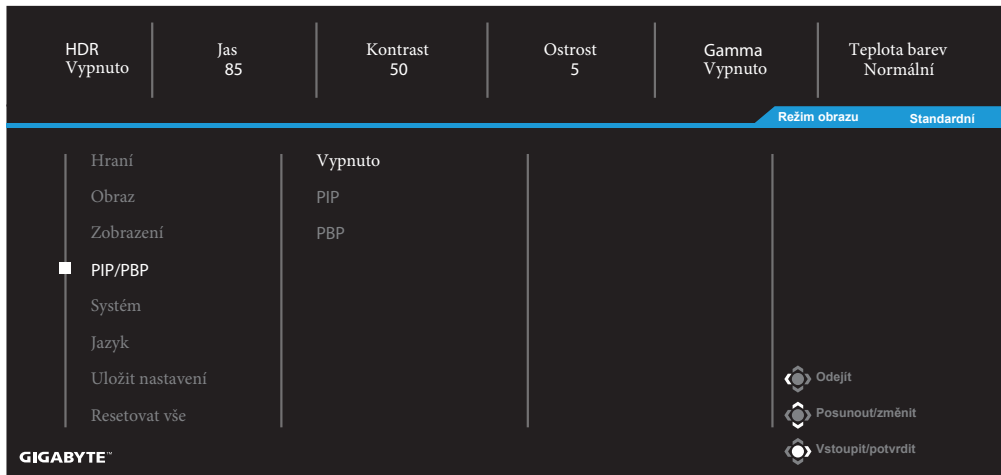 HDR
Vypnuto
Jas
85
Kontrast
50
Ostrost
5
Gamma
Vypnuto
Teplota barev
Normální
Režim obrazu Standardní
Hraní
Obraz
Zobrazení
PIP/PBP
Systém
Jazyk
Uložit nastavení
Resetovat vše
Vypnuto
PIP
PBP
Odejít
Posunout/změnit
Vstoupit/potvrdit
GIGABYTE™